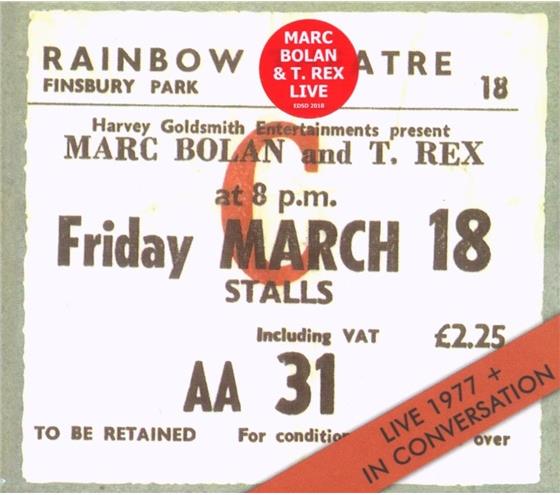 RAINBOW ATRE
FINSBURY PARK
18
MARC
BOLAN
& T. REX
LIVE
EDSD 2018
Harvey Goldsmith Entertainments present
MARC BOLAN and T. REX
C
at 8 p.m.
Friday MARCH 18
STALLS
Including VAT £2.25
AA 31
TO BE RETAINED For condition over
LIVE 1977 +
IN CONVERSATION